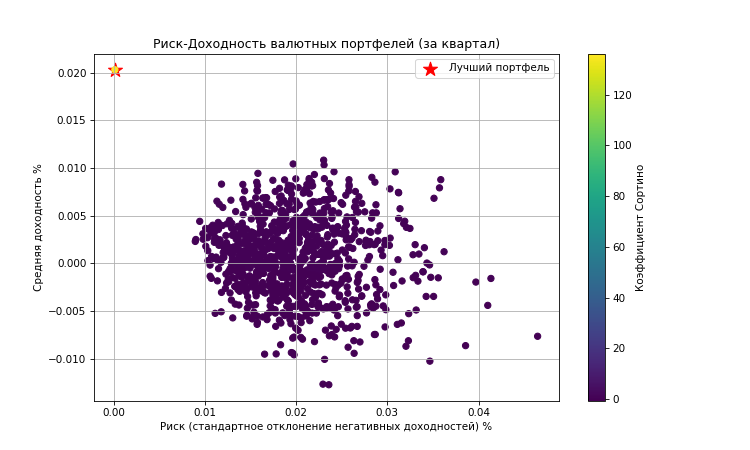 Риск-Доходность валютных портфелей (за квартал)
Лучший портфель
0.020
0.015
0.010
0.005
0.000
−0.005
−0.010
Средняя доходность %
0.00 0.01 0.02 0.03 0.04
Риск (стандартное отклонение негативных доходностей) %
120
100
80
60
40
20
0
Коэффициент Сортино